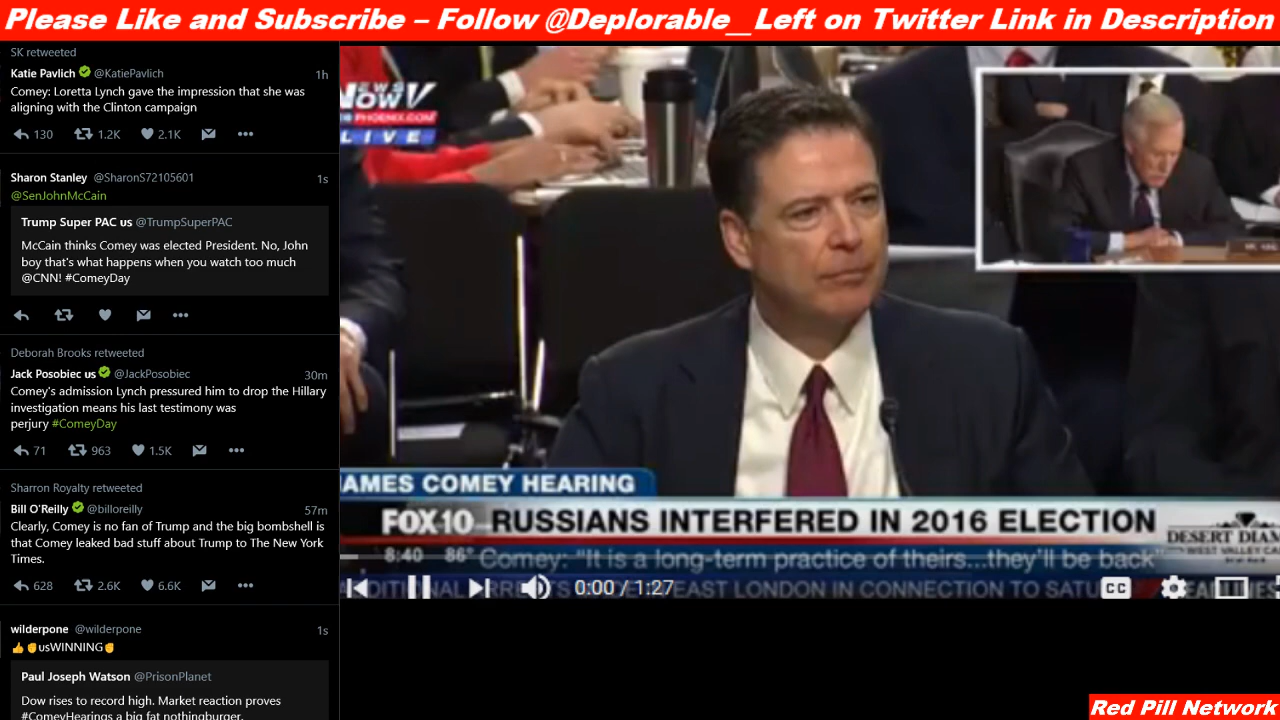 Please Like and Subscribe – Follow @Deplorable__Left on Twitter Link in Description
SK retweeted
Katie Pavlich @KatiePavlich 1h
Comey: Loretta Lynch gave the impression that she was
aligning with the Clinton campaign
130 1.2K 2.1K
Sharon Stanley @SharonS72105601 1s
@SenJohnMcCain
Trump Super PAC us @TrumpSuperPAC
McCain thinks Comey was elected President. No, John
boy that's what happens when you watch too much
@CNN! #ComeyDay
Deborah Brooks retweeted
Jack Posobiec us @JackPosobiec 30m
Comey's admission Lynch pressured him to drop the Hillary
investigation means his last testimony was
perjury #ComeyDay
71 963 1.5K
Sharron Royalty retweeted
Bill O'Reilly @billoreilly 57m
Clearly, Comey is no fan of Trump and the big bombshell is
that Comey leaked bad stuff about Trump to The New York
Times.
628 2.6K 6.6K
wilderpone @wilderpone 1s
👍✊usWINNING✊
Paul Joseph Watson @PrisonPlanet
Dow rises to record high. Market reaction proves
#ComeyHearings a big fat nothingburger.
NEWS
NOW
PHOENIX.COM
LIVE
AMES COMEY HEARING
FOX 10 RUSSIANS INTERFERED IN 2016 ELECTION
DESERT DIAM
WEST VALLEY CA
8:40 86° Comey: "It is a long-term practice of theirs...they'll be back"
EAST LONDON IN CONNECTION TO SATU
0:00 / 1:27
CC
Red Pill Network